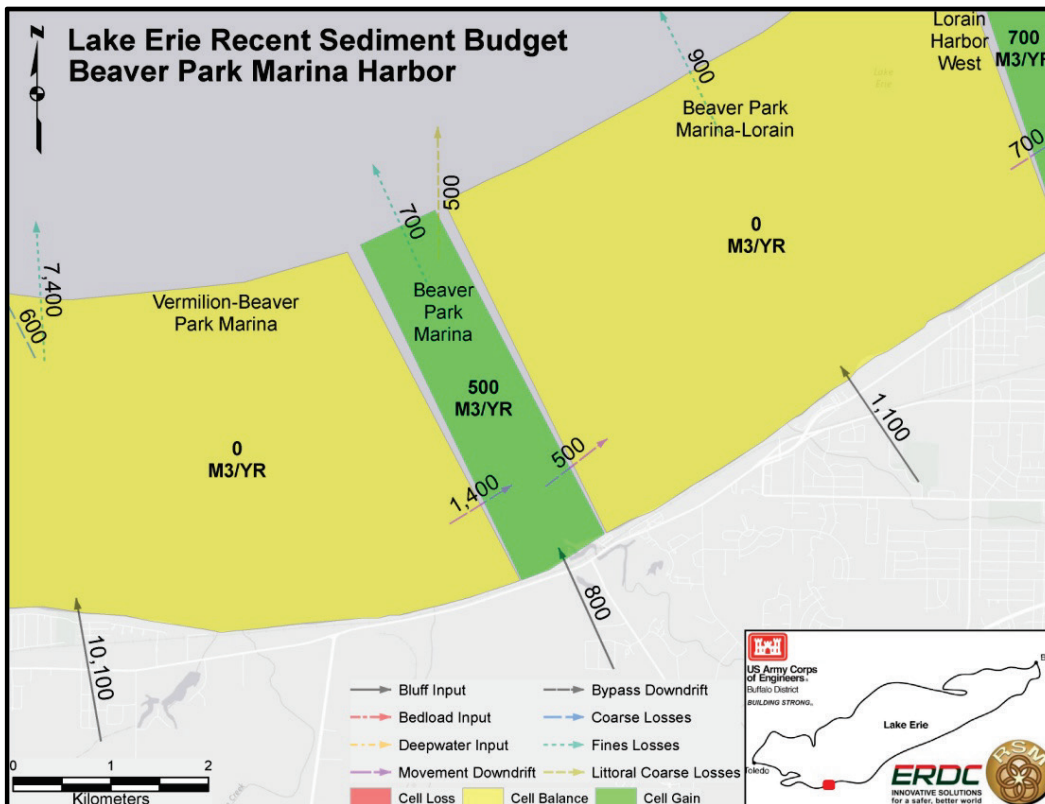 Lake Erie Recent Sediment Budget
Beaver Park Marina Harbor
Z
Lorain
Harbor
West
700
M3/YR
900
Lake
Erie
Beaver Park
Marina-Lorain
700
500
700
0
M3/YR
7,400
600
Vermilion-Beaver
Park Marina
Beaver
Park
Marina
500
M3/YR
0
M3/YR
1,400
500
1,100
800
10,100
0 1 2
Kilometers
Bluff Input
Bedload Input
Deepwater Input
Movement Downdrift
Bypass Downdrift
Coarse Losses
Fines Losses
Littoral Coarse Losses
Cell Loss Cell Balance Cell Gain
US Army Corps
of Engineers®
Buffalo District
BUILDING STRONG®
Lake Erie
Toledo
B
ERDC
INNOVATIVE SOLUTIONS
for a safer, better world
RSM
Creek